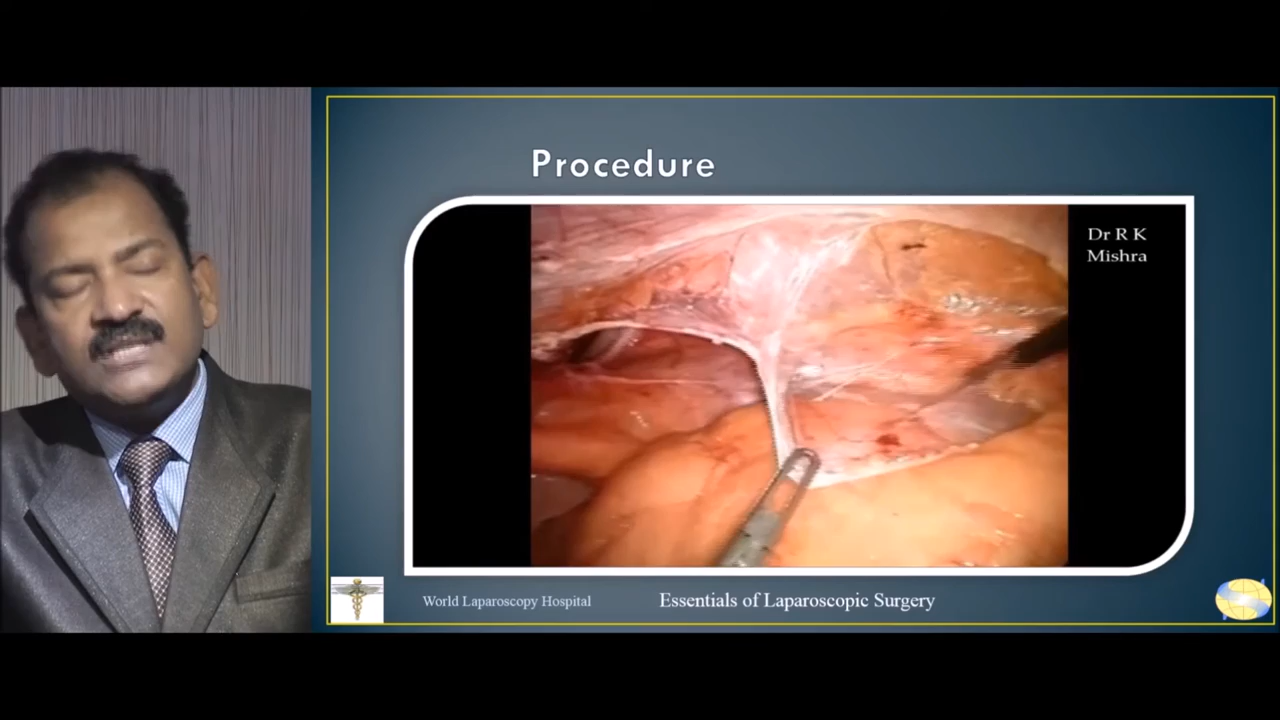 Procedure
Dr R K
Mishra
World Laparoscopy Hospital
Essentials of Laparoscopic Surgery